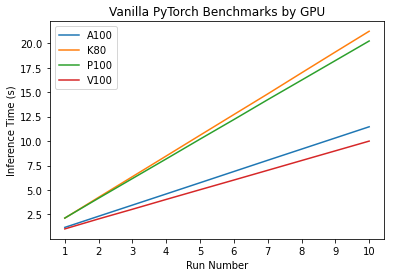 Vanilla PyTorch Benchmarks by GPU
A100
K80
P100
V100
Inference Time (s)
20.0
17.5
15.0
12.5
10.0
7.5
5.0
2.5
1 2 3 4 5 6 7 8 9 10
Run Number